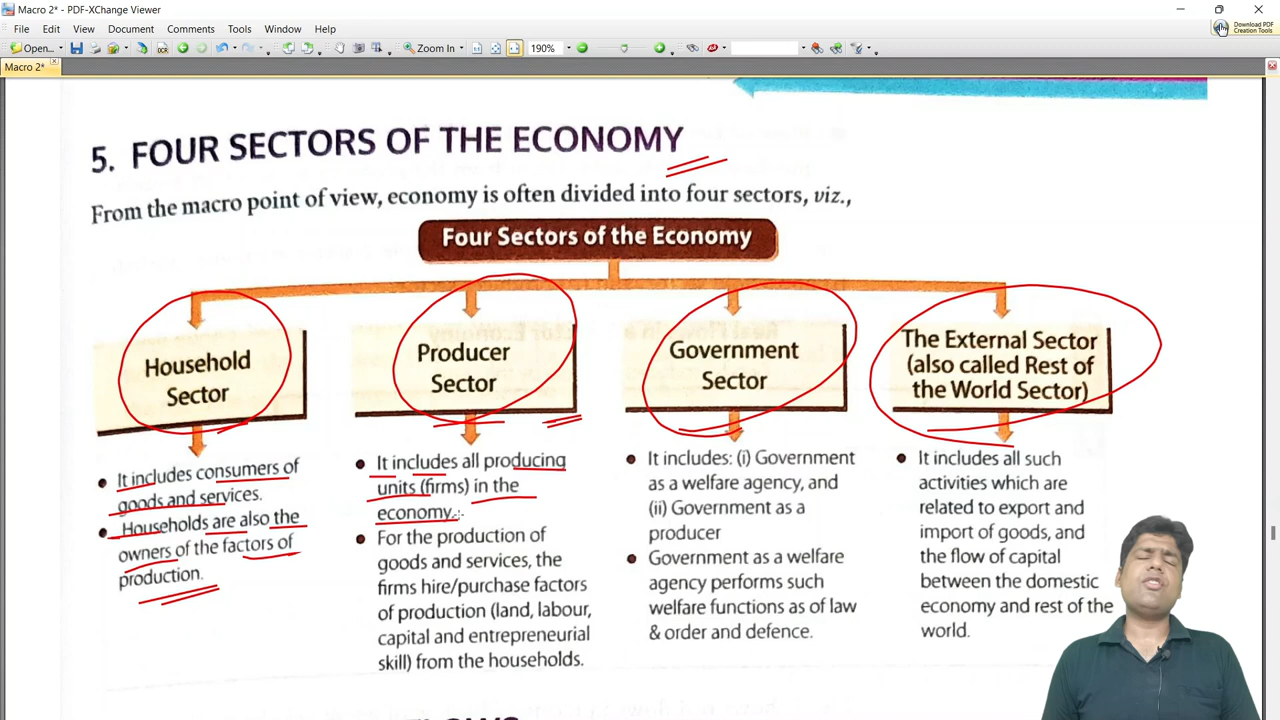 Macro 2* - PDF-XChange Viewer
File Edit View Document Comments Tools Window Help
Download PDF
Creation Tools
Open... OCR Zoom In 190%
Macro 2*
5. FOUR SECTORS OF THE ECONOMY
From the macro point of view, economy is often divided into four sectors, viz.,
Four Sectors of the Economy
Household
Sector
Producer
Sector
Government
Sector
The External Sector
(also called Rest of
the World Sector)
• It includes consumers of
goods and services.
• Households are also the
owners of the factors of
production.
• It includes all producing
units (firms) in the
economy.
• For the production of
goods and services, the
firms hire/purchase factors
of production (land, labour,
capital and entrepreneurial
skill) from the households.
• It includes: (i) Government
as a welfare agency, and
(ii) Government as a
producer
• Government as a welfare
agency performs such
welfare functions as of law
& order and defence.
• It includes all such
activities which are
related to export and
import of goods, and
the flow of capital
between the domestic
economy and rest of the
world.